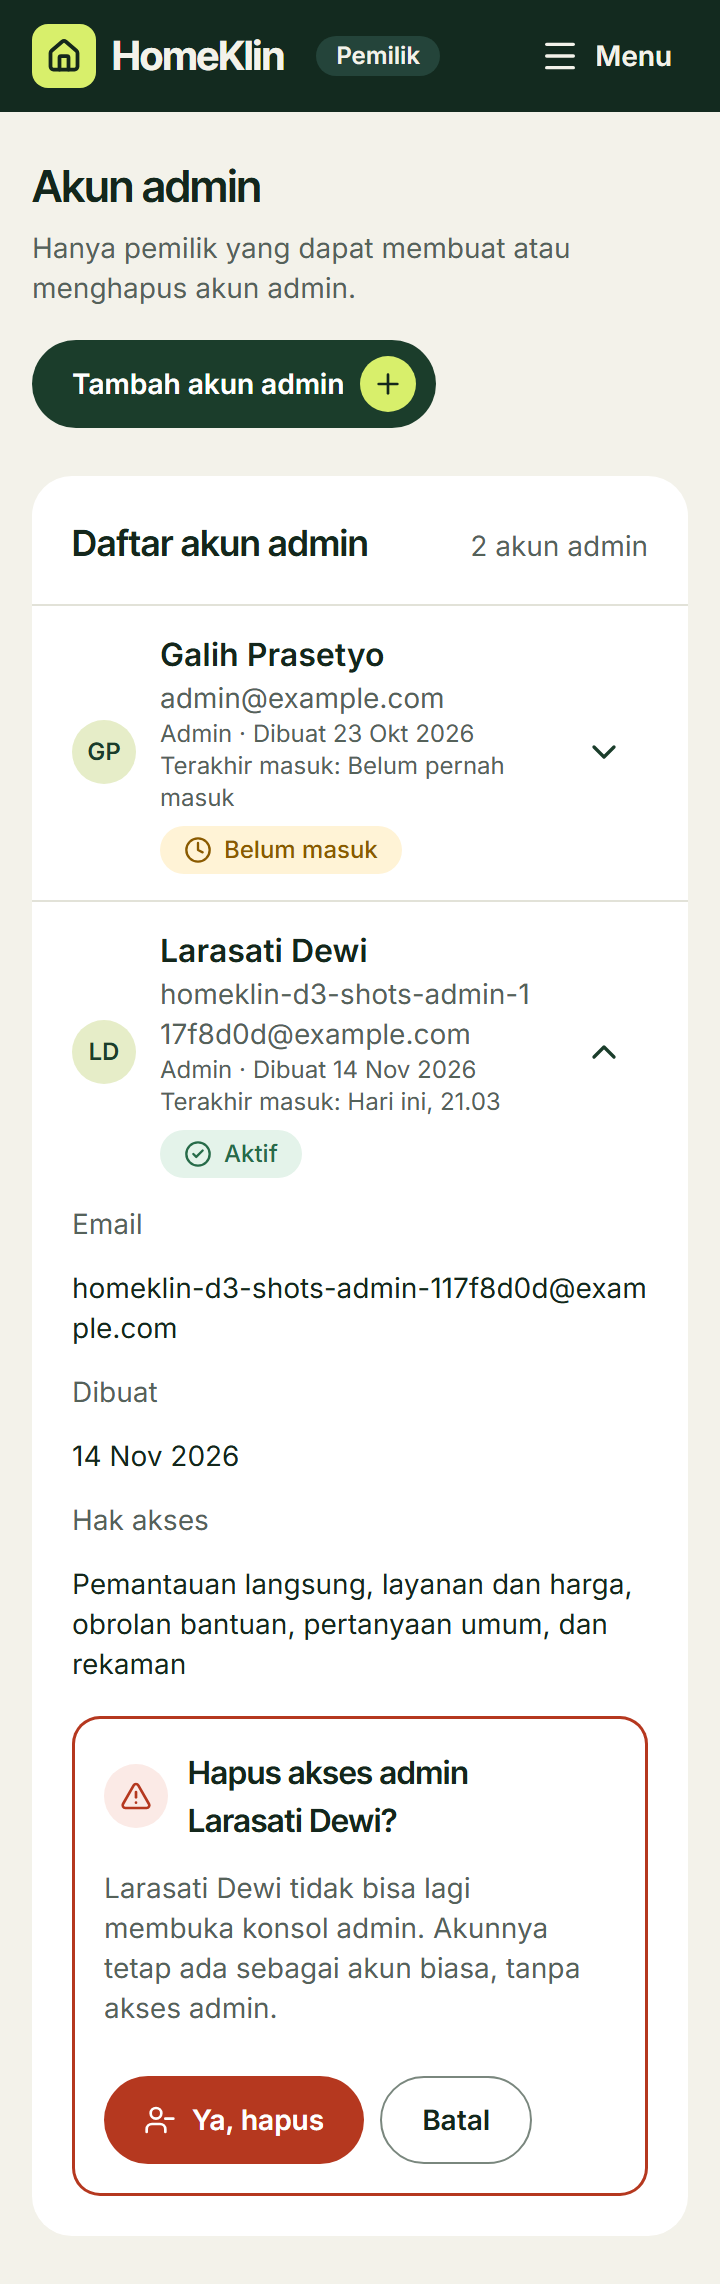 HomeKlin
Pemilik
Menu
Akun admin
Hanya pemilik yang dapat membuat atau
menghapus akun admin.
Tambah akun admin
Daftar akun admin
2 akun admin
GP
Galih Prasetyo
admin@example.com
Admin · Dibuat 23 Okt 2026
Terakhir masuk: Belum pernah
masuk
Belum masuk
LD
Larasati Dewi
homeklin-d3-shots-admin-1
17f8d0d@example.com
Admin · Dibuat 14 Nov 2026
Terakhir masuk: Hari ini, 21.03
Aktif
Email
homeklin-d3-shots-admin-117f8d0d@exam
ple.com
Dibuat
14 Nov 2026
Hak akses
Pemantauan langsung, layanan dan harga,
obrolan bantuan, pertanyaan umum, dan
rekaman
Hapus akses admin
Larasati Dewi?
Larasati Dewi tidak bisa lagi
membuka konsol admin. Akunnya
tetap ada sebagai akun biasa, tanpa
akses admin.
Ya, hapus
Batal